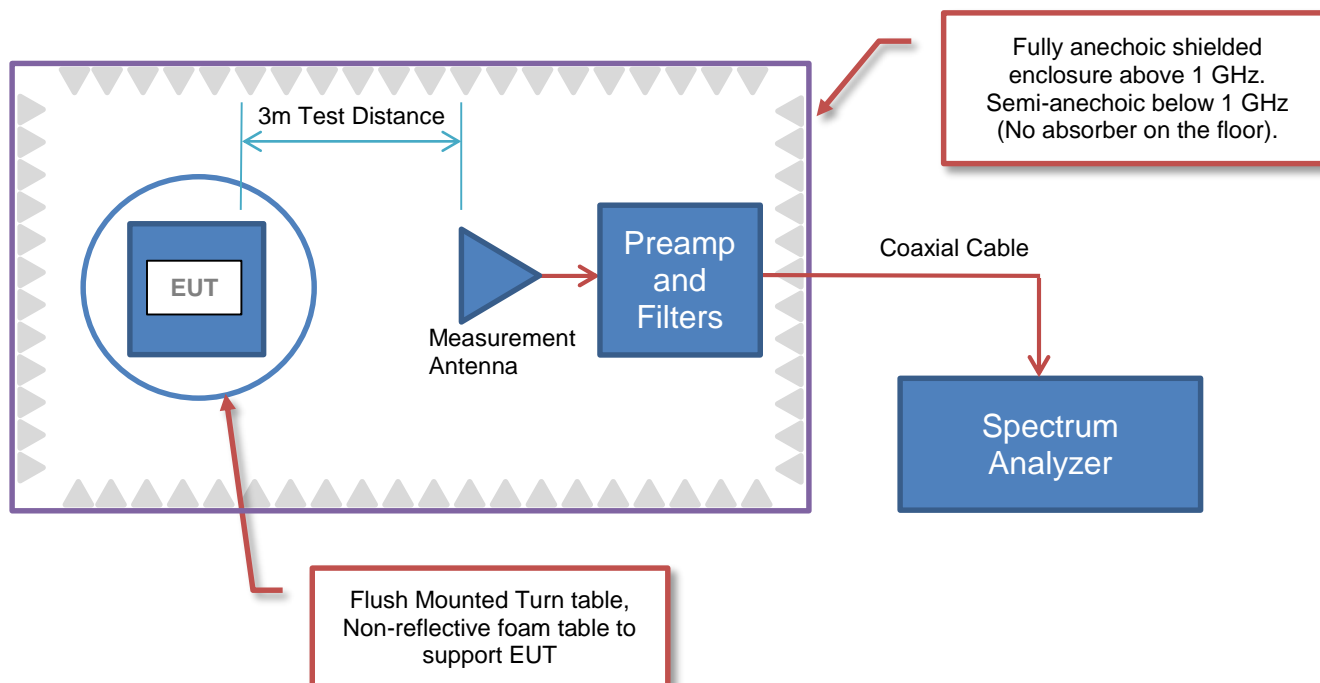 Fully anechoic shielded
enclosure above 1 GHz.
Semi-anechoic below 1 GHz
(No absorber on the floor).
3m Test Distance
EUT
Preamp
and
Filters
Coaxial Cable
Measurement
Antenna
Spectrum
Analyzer
Flush Mounted Turn table,
Non-reflective foam table to
support EUT